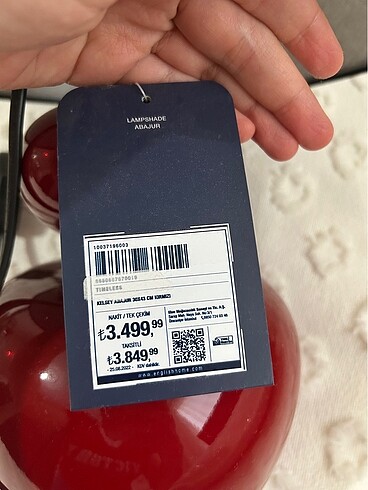 LAMPSHADE
ABAJUR
10037196003
TIMELESS
KELSEY ABAJUR 30X43 CM KIRMIZI
NAKİT / TEK ÇEKİM
₺3.499,99
TAKSİTLİ
₺3.849,99
KDV dahildir.
www.englishhome.com